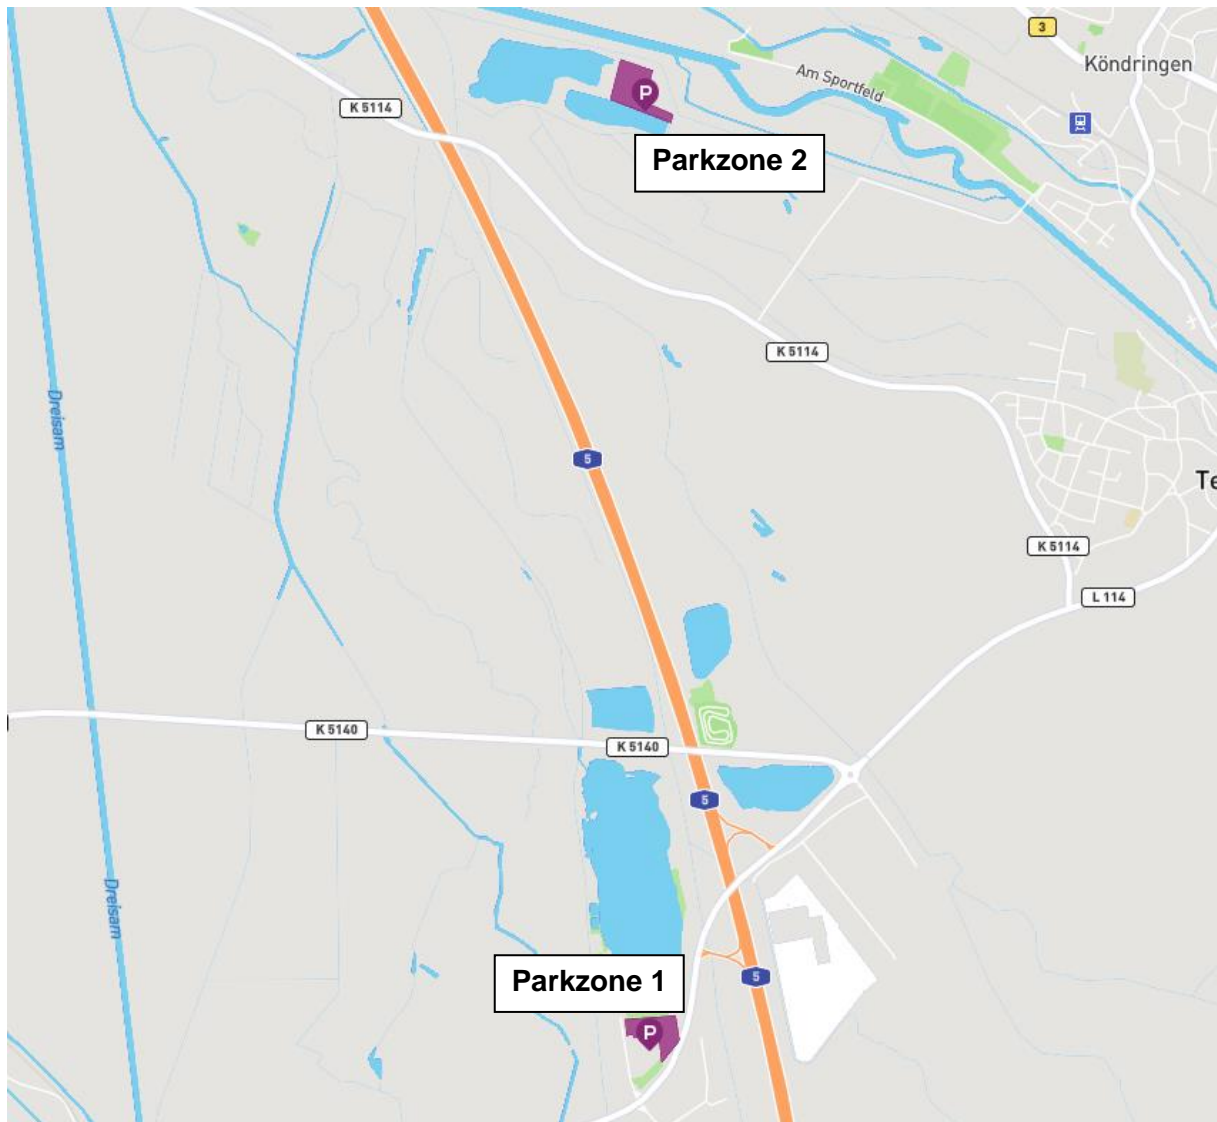 3
Köndringen
Am Sportfeld
P
K 5114
Parkzone 2
K 5114
Dreisam
5
Te
K 5114
L 114
K 5140
K 5140
5
Dreisam
Parkzone 1
5
P